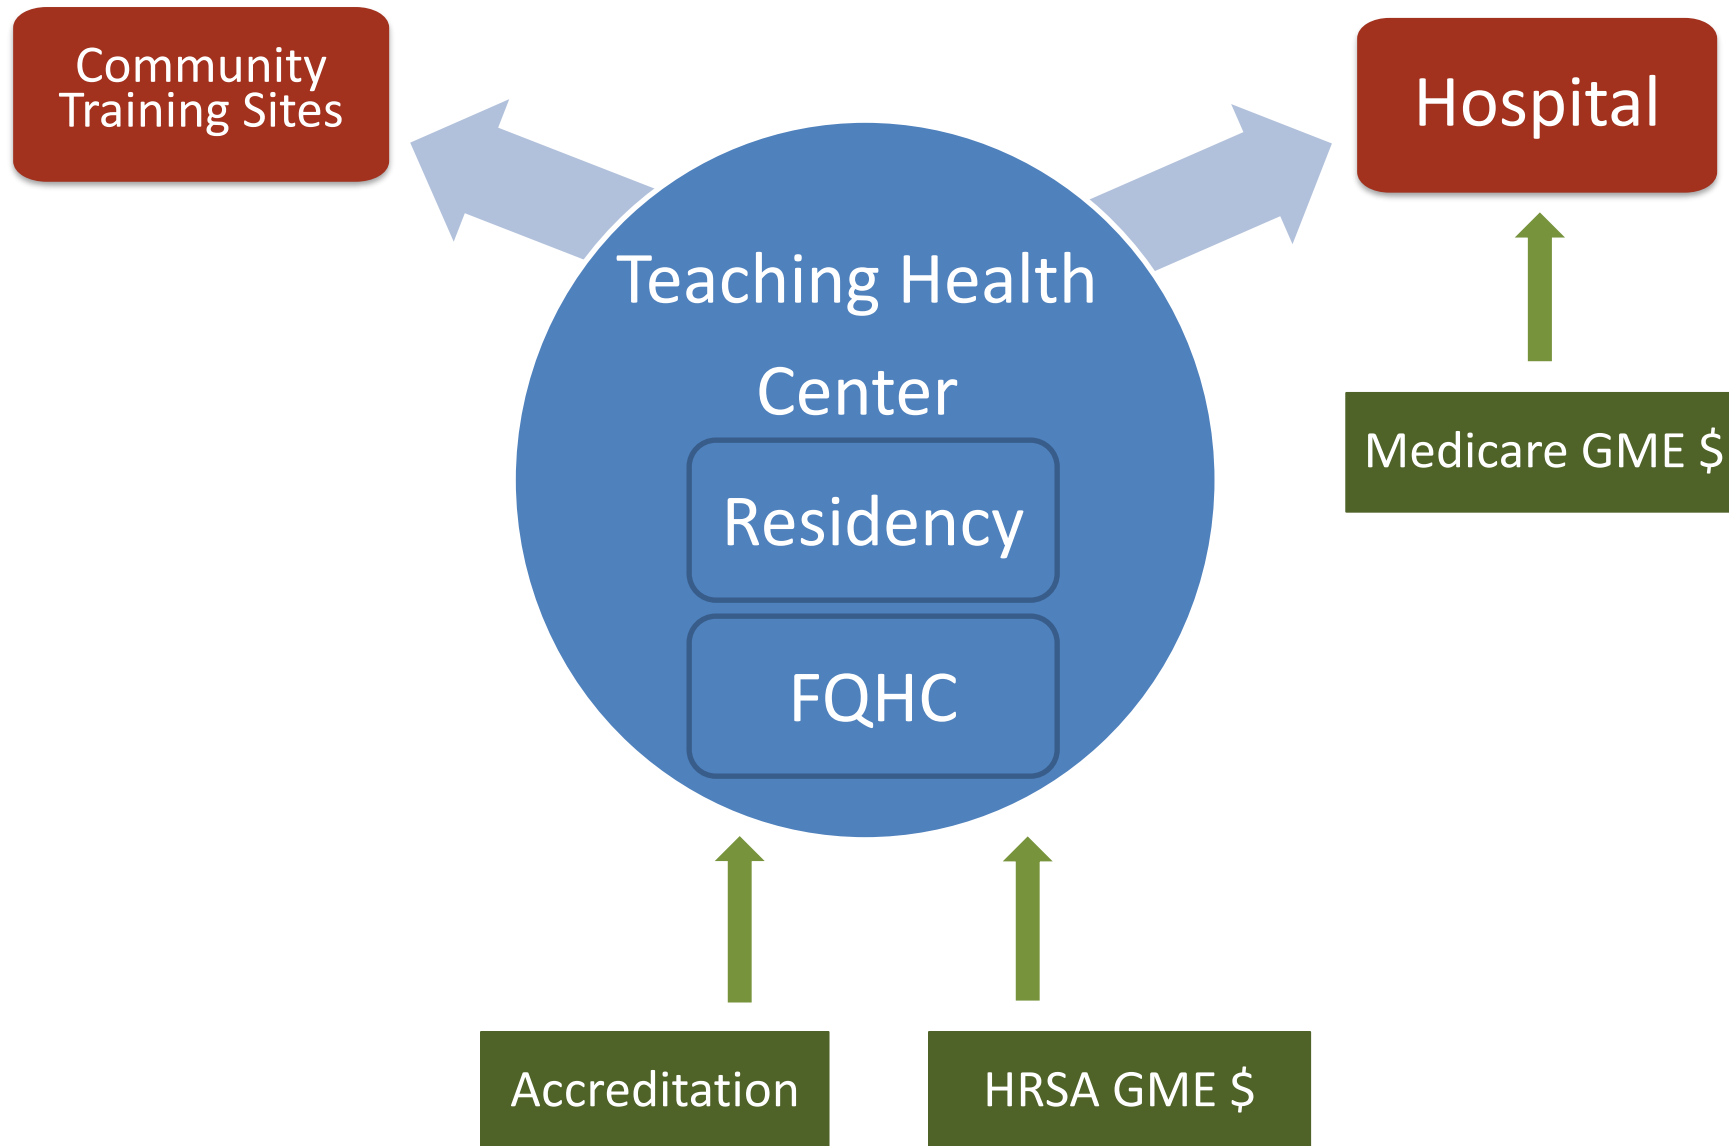 Community
Training Sites
Hospital
Teaching Health
Center
Residency
FQHC
Medicare GME $
Accreditation
HRSA GME $